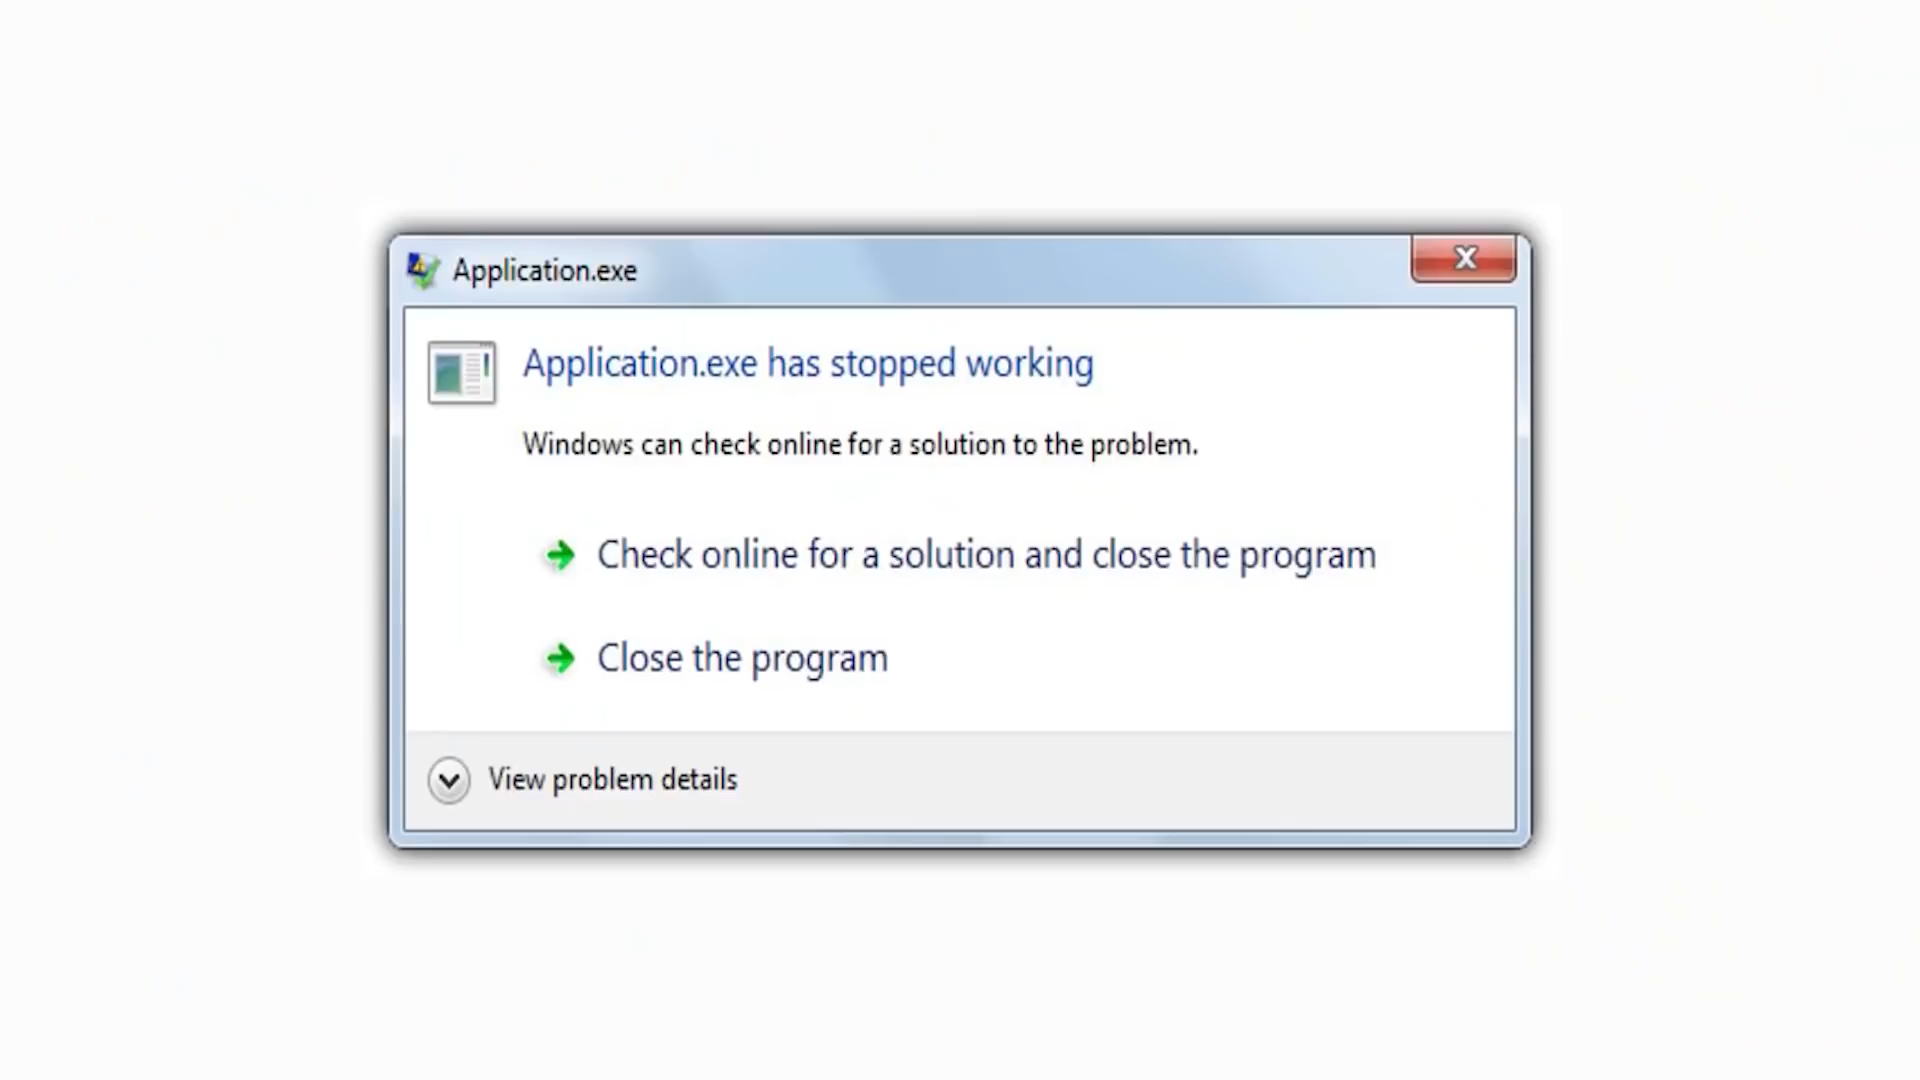 Application.exe
Application.exe has stopped working
Windows can check online for a solution to the problem.
Check online for a solution and close the program
Close the program
View problem details